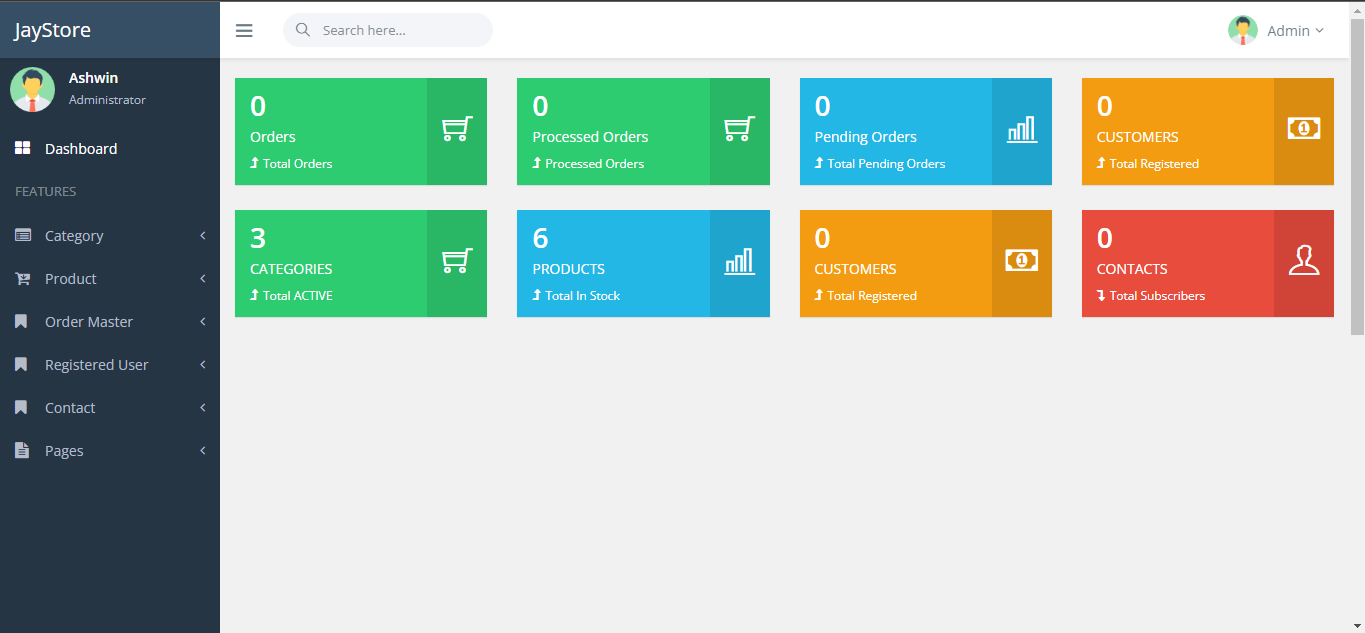 JayStore
Search here...
Admin
Ashwin
Administrator
Dashboard
FEATURES
Category
Product
Order Master
Registered User
Contact
Pages
0
Orders
Total Orders
0
Processed Orders
Processed Orders
0
Pending Orders
Total Pending Orders
0
CUSTOMERS
Total Registered
3
CATEGORIES
Total ACTIVE
6
PRODUCTS
Total In Stock
0
CUSTOMERS
Total Registered
0
CONTACTS
Total Subscribers